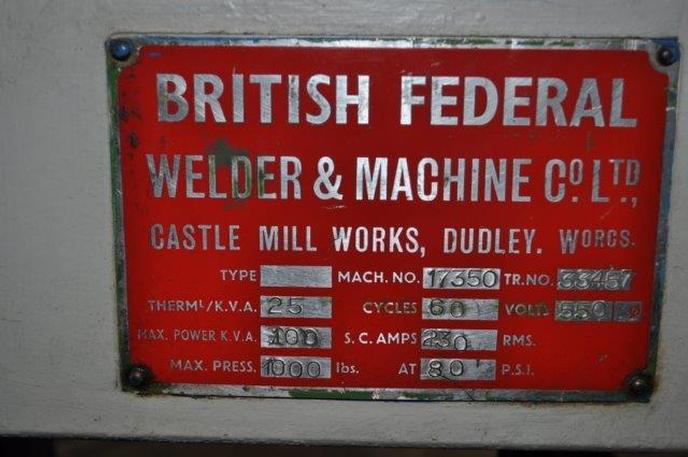 BRITISH FEDERAL
WELDER & MACHINE Cº. LTD.,
CASTLE MILL WORKS, DUDLEY. WORCS.
TYPE MACH. NO. 17350 TR. NO. 33457
THERML/K.V.A. 25 CYCLES 60 VOLTS 550
MAX. POWER K.V.A. 100 S.C. AMPS 230 RMS.
MAX. PRESS. 1000 lbs. AT 80 P.S.I.